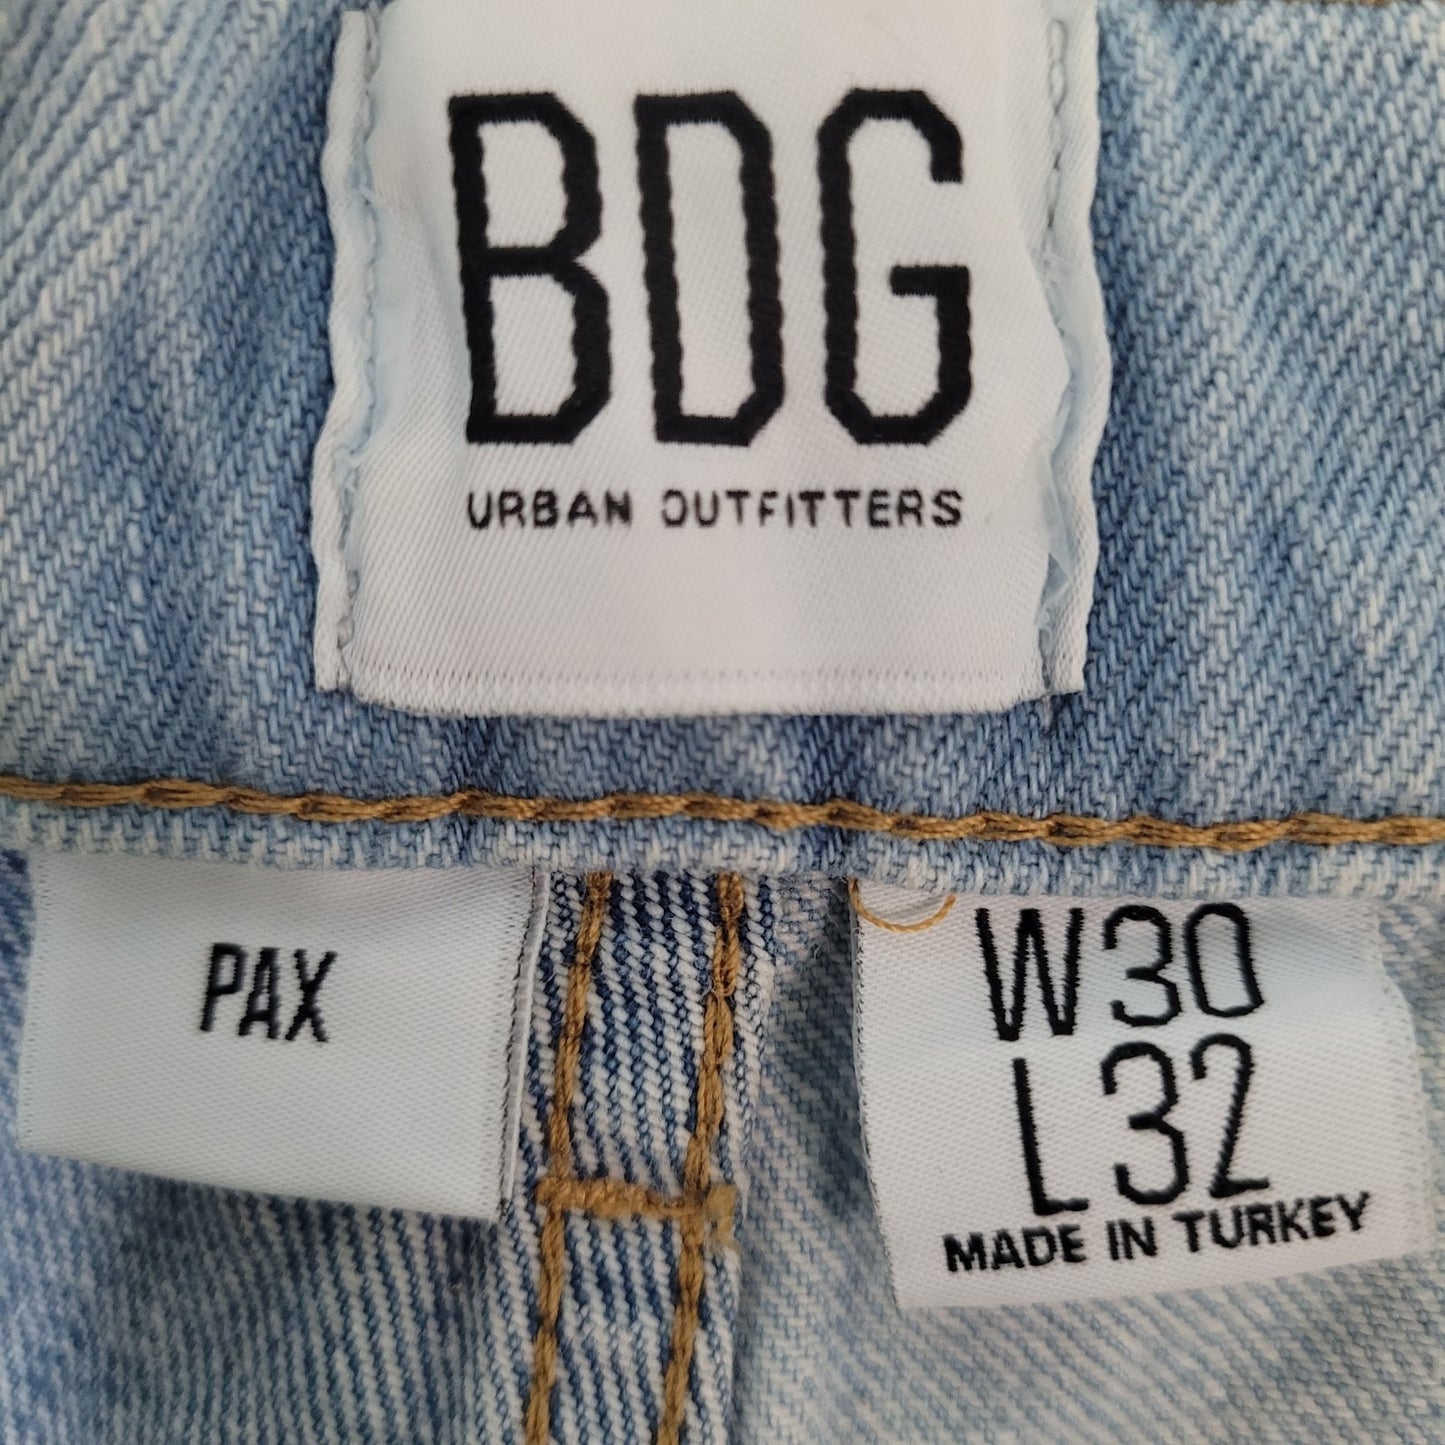 BDG
URBAN OUTFITTERS
PAX
W30
L32
MADE IN TURKEY